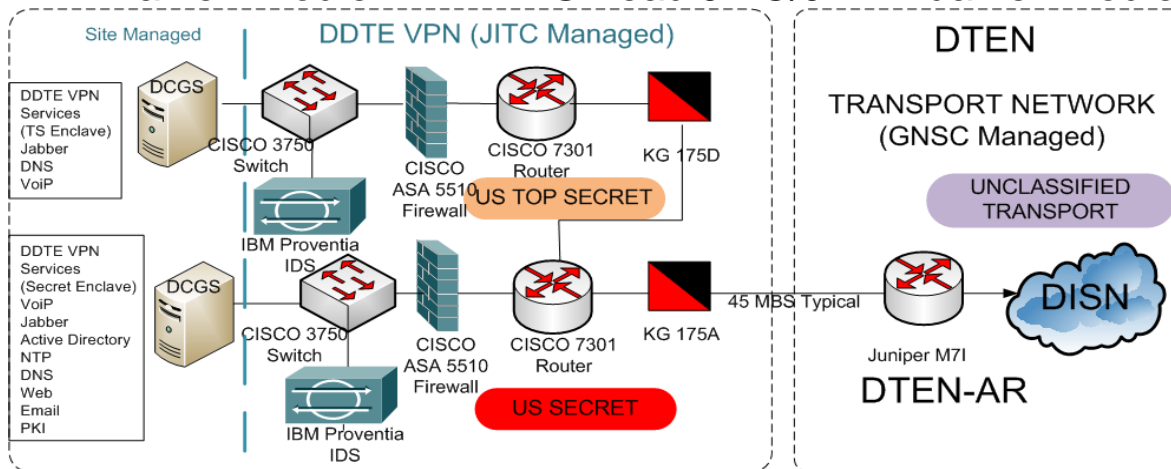 Site Managed
DDTE VPN (JITC Managed)
DDTE VPN
Services
(TS Enclave)
Jabber
DNS
VoiP
DCGS
CISCO 3750
Switch
IBM Proventia
IDS
CISCO
ASA 5510
Firewall
CISCO 7301
Router
US TOP SECRET
KG 175D
DDTE VPN
Services
(Secret Enclave)
VoiP
Jabber
Active Directory
NTP
DNS
Web
Email
PKI
DCGS
CISCO 3750
Switch
IBM Proventia
IDS
CISCO
ASA 5510
Firewall
CISCO 7301
Router
US SECRET
KG 175A
45 MBS Typical
DTEN
TRANSPORT NETWORK
(GNSC Managed)
UNCLASSIFIED
TRANSPORT
Juniper M7I
DISN
DTEN-AR